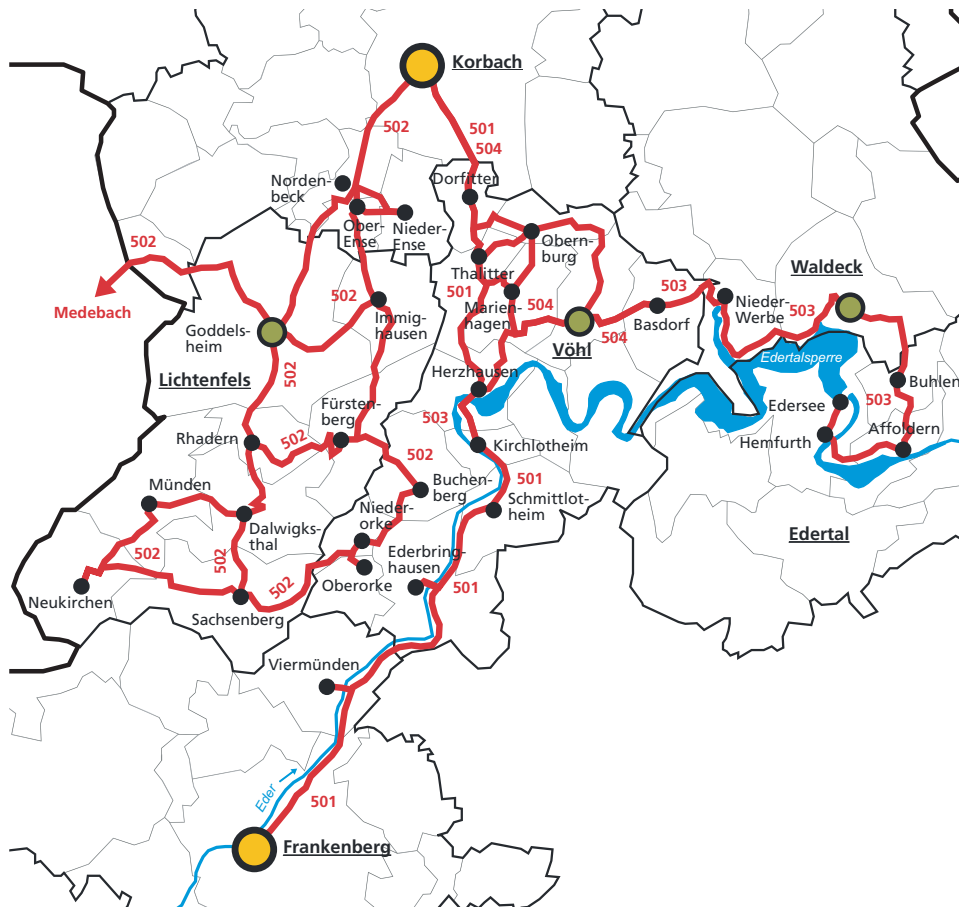 Korbach
502
501
504
Dorfitter
Norden-
beck
Ober-
Ense
Nieder-
Ense
Obern-
burg
502
Medebach
Thalitter
501
Marien-
hagen
504
503
Waldeck
Nieder-
Werbe
503
Basdorf
504
Vöhl
Edertalsperre
502
Immig-
hausen
Goddels-
heim
502
Lichtenfels
Herzhausen
Buhlen
Edersee
503
Affoldern
Hemfurth
Fürsten-
berg
503
Rhadern
502
Kirchlotheim
502
Buchen-
berg
501
Schmittlot-
heim
Münden
Nieder-
orke
Dalwigks-
thal
Edertal
502
502
502
Ederbring-
hausen
Oberorke
501
Neukirchen
Sachsenberg
Viermünden
Eder
501
Frankenberg